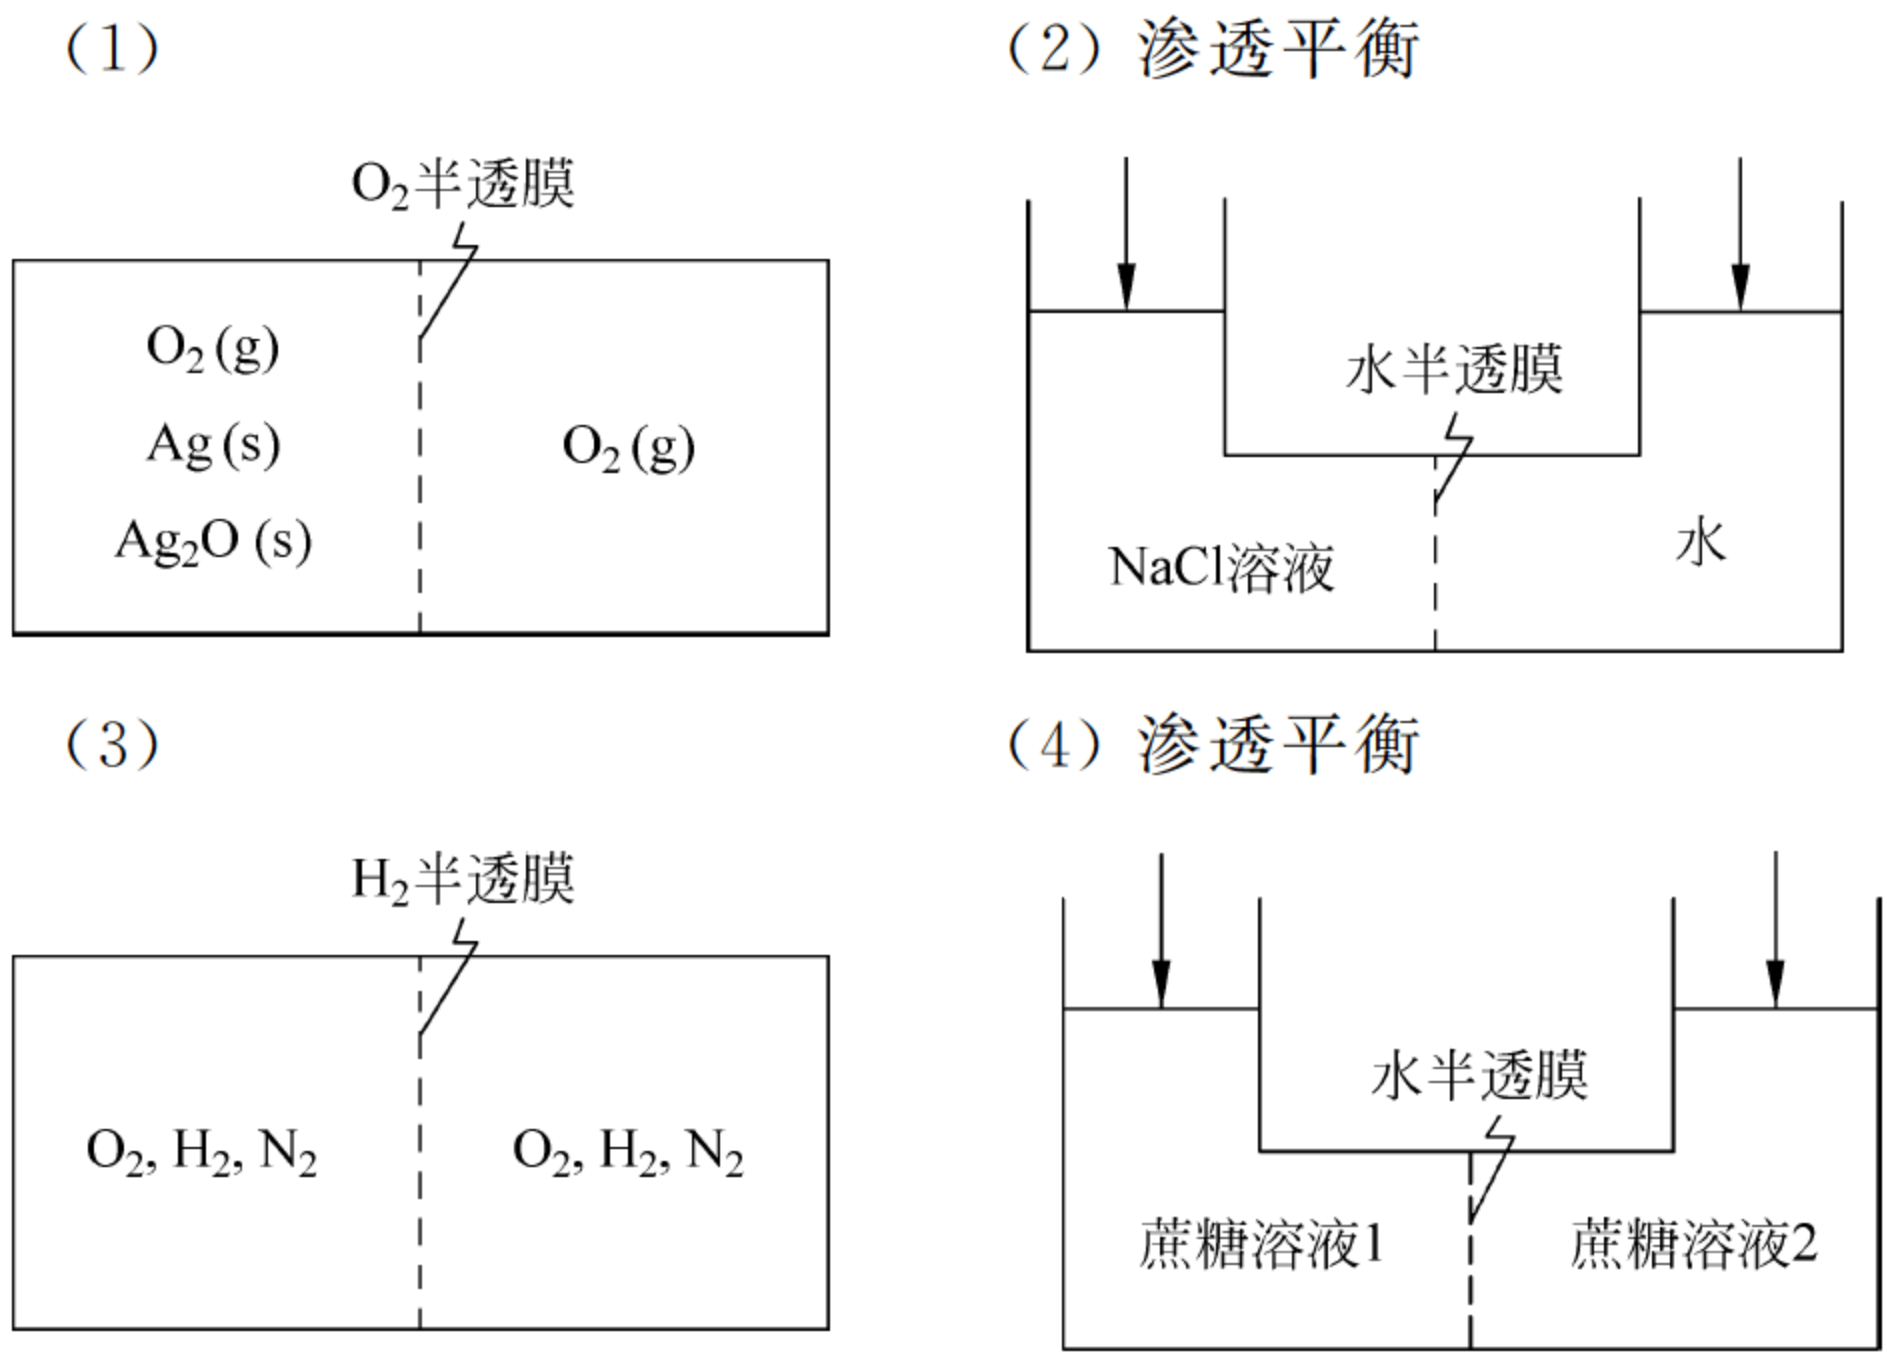 (1)
(2) 渗透平衡
O₂半透膜
O₂(g)
Ag(s)
Ag₂O(s)
O₂(g)
水半透膜
NaCl溶液
水
(3)
(4) 渗透平衡
H₂半透膜
O₂, H₂, N₂
O₂, H₂, N₂
水半透膜
蔗糖溶液1
蔗糖溶液2